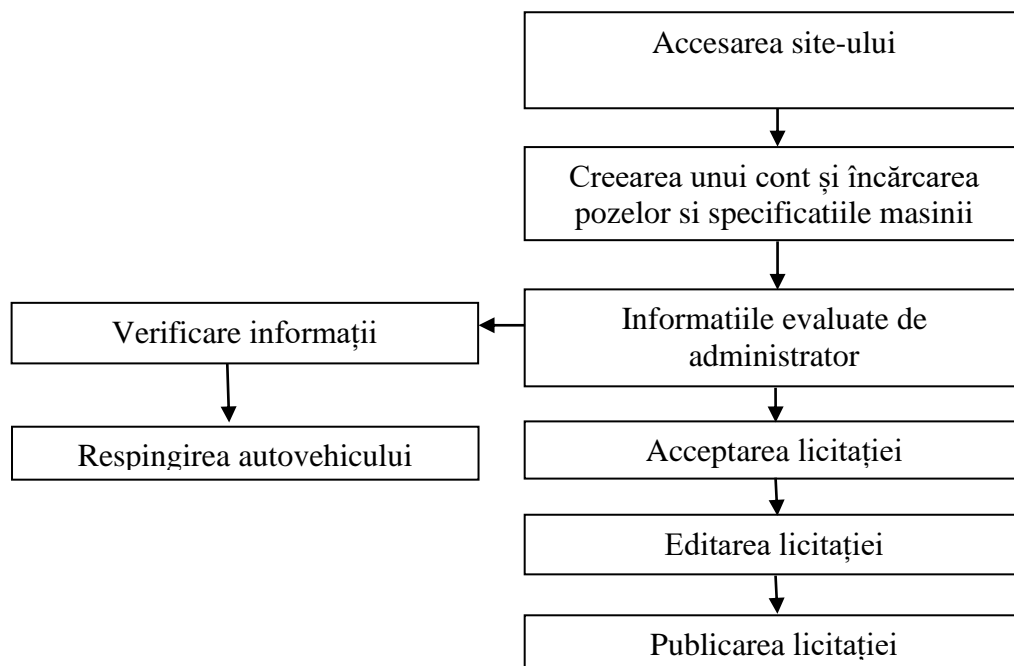 Accesarea site-ului
Creearea unui cont și încărcarea
pozelor si specificatiile masinii
Informatiile evaluate de
administrator
Verificare informații
Respingirea autovehicului
Acceptarea licitației
Editarea licitației
Publicarea licitației